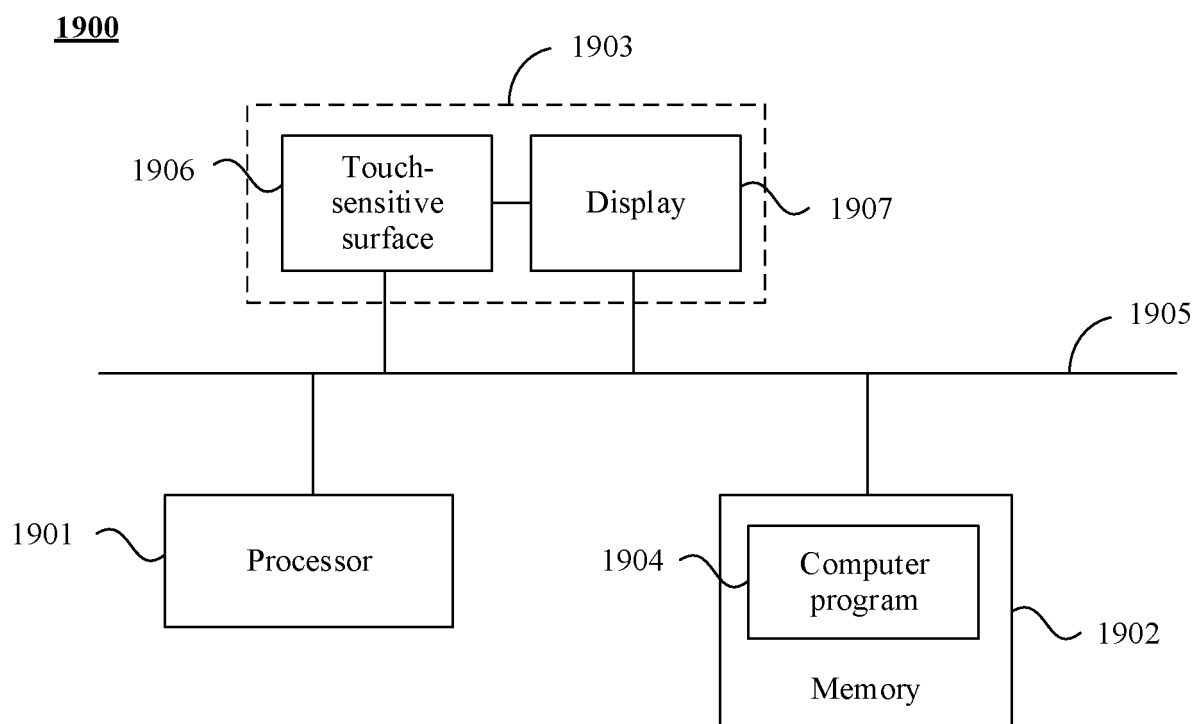 1900
1903
1906
Touch-
sensitive
surface
Display
1907
1905
1901
Processor
1904
Computer
program
1902
Memory